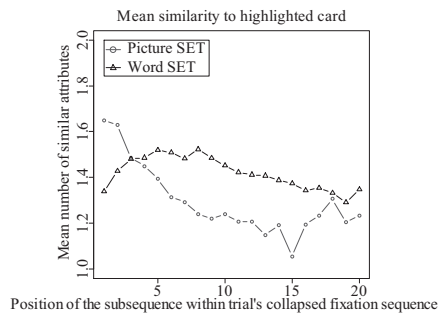 Mean similarity to highlighted card
Picture SET
Word SET
Mean number of similar attributes
2.0
1.8
1.6
1.4
1.2
1.0
5
10
15
20
Position of the subsequence within trial's collapsed fixation sequence